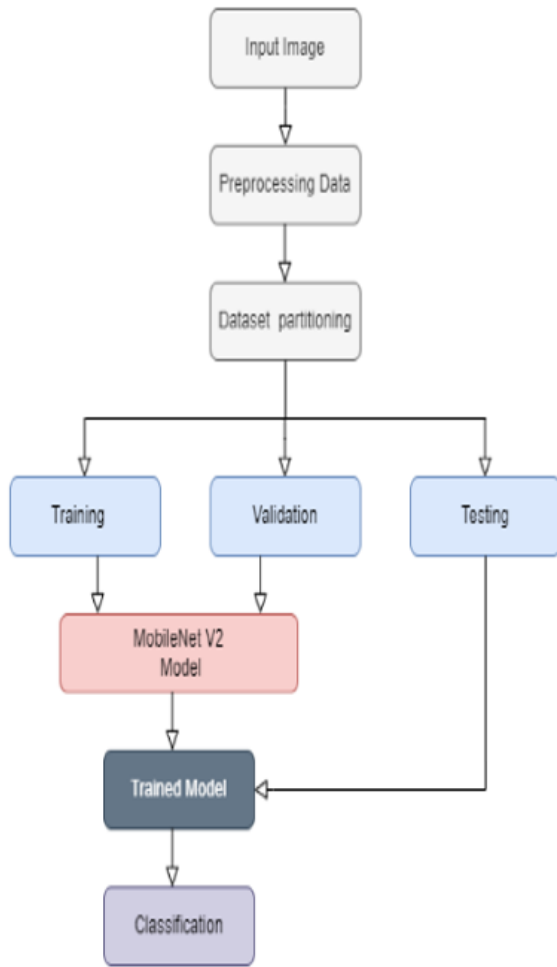 Input Image
Preprocessing Data
Dataset partitioning
Training
Validation
Testing
MobileNet V2
Model
Trained Model
Classification